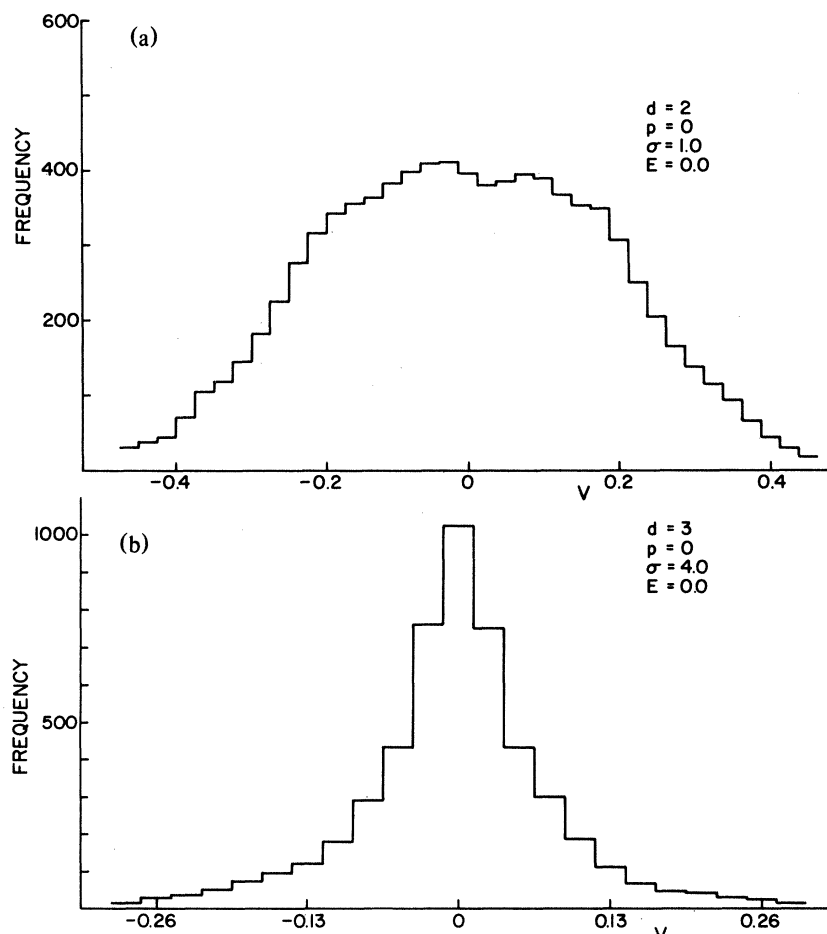 (a)
600
d = 2
p = 0
σ = 1.0
E = 0.0
FREQUENCY
400
200
-0.4
-0.2
0
V
0.2
0.4
(b)
1000
d = 3
p = 0
σ = 4.0
E = 0.0
FREQUENCY
500
-0.26
-0.13
0
0.13
V
0.26